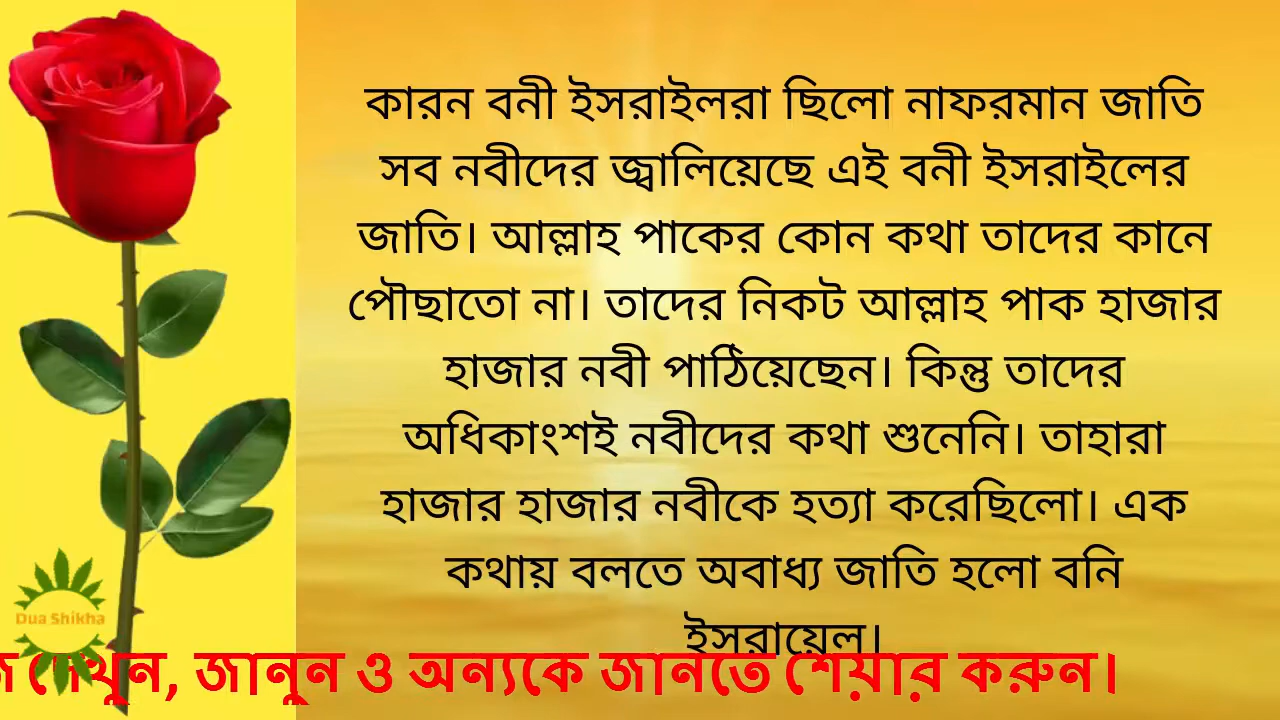 কারন বনী ইসরাইলরা ছিলো নাফরমান জাতি
সব নবীদের জ্বালিয়েছে এই বনী ইসরাইলের
জাতি। আল্লাহ পাকের কোন কথা তাদের কানে
পৌছাতো না। তাদের নিকট আল্লাহ পাক হাজার
হাজার নবী পাঠিয়েছেন। কিন্তু তাদের
অধিকাংশই নবীদের কথা শুনেনি। তাহারা
হাজার হাজার নবীকে হত্যা করেছিলো। এক
কথায় বলতে অবাধ্য জাতি হলো বনি
ইসরায়েল।
Dua Shikha
দেখুন, জানুন ও অন্যকে জানতে শেয়ার করুন।